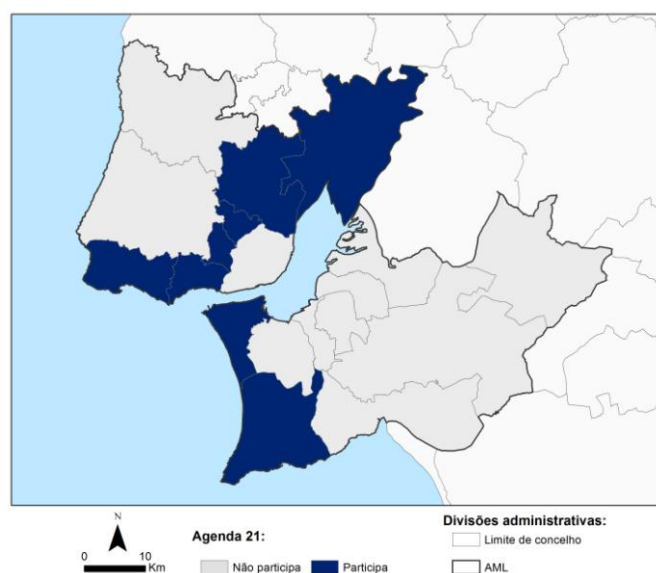 N
0 10
Km
Agenda 21:
Não participa
Participa
Divisões administrativas:
Limite de concelho
AML